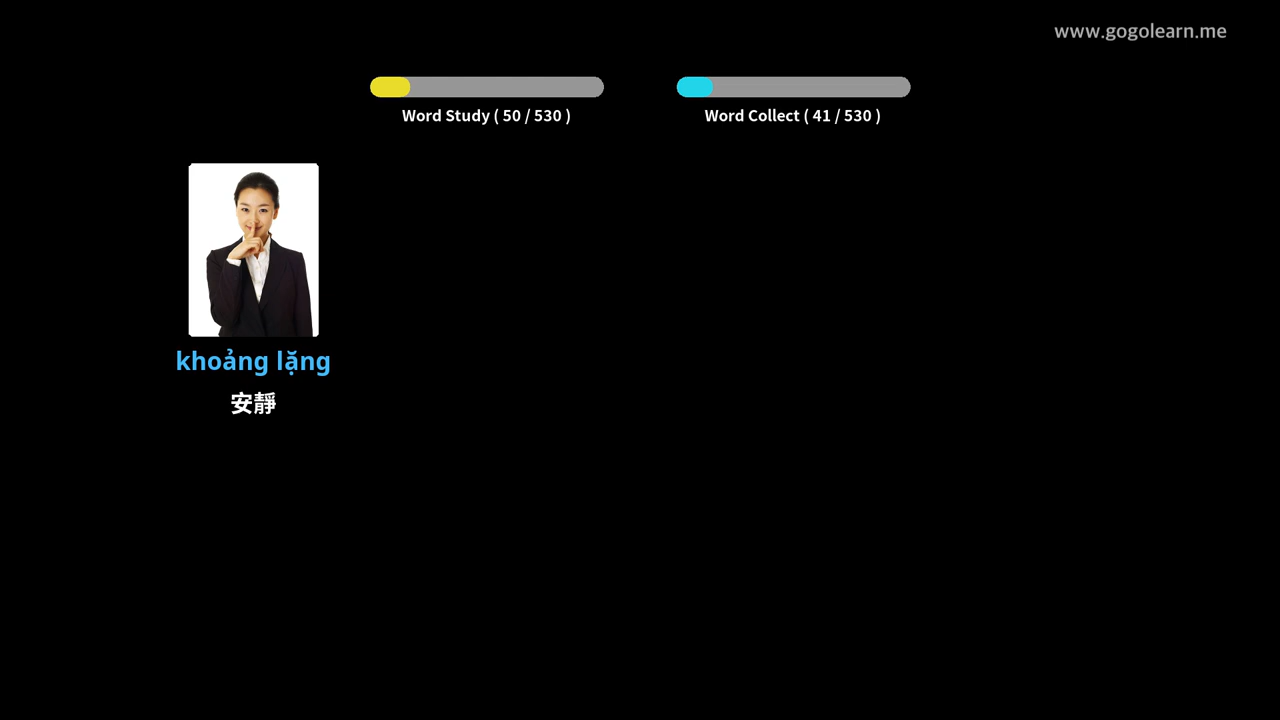 www.gogolearn.me
Word Study ( 50 / 530 )
Word Collect ( 41 / 530 )
khoảng lặng
安靜